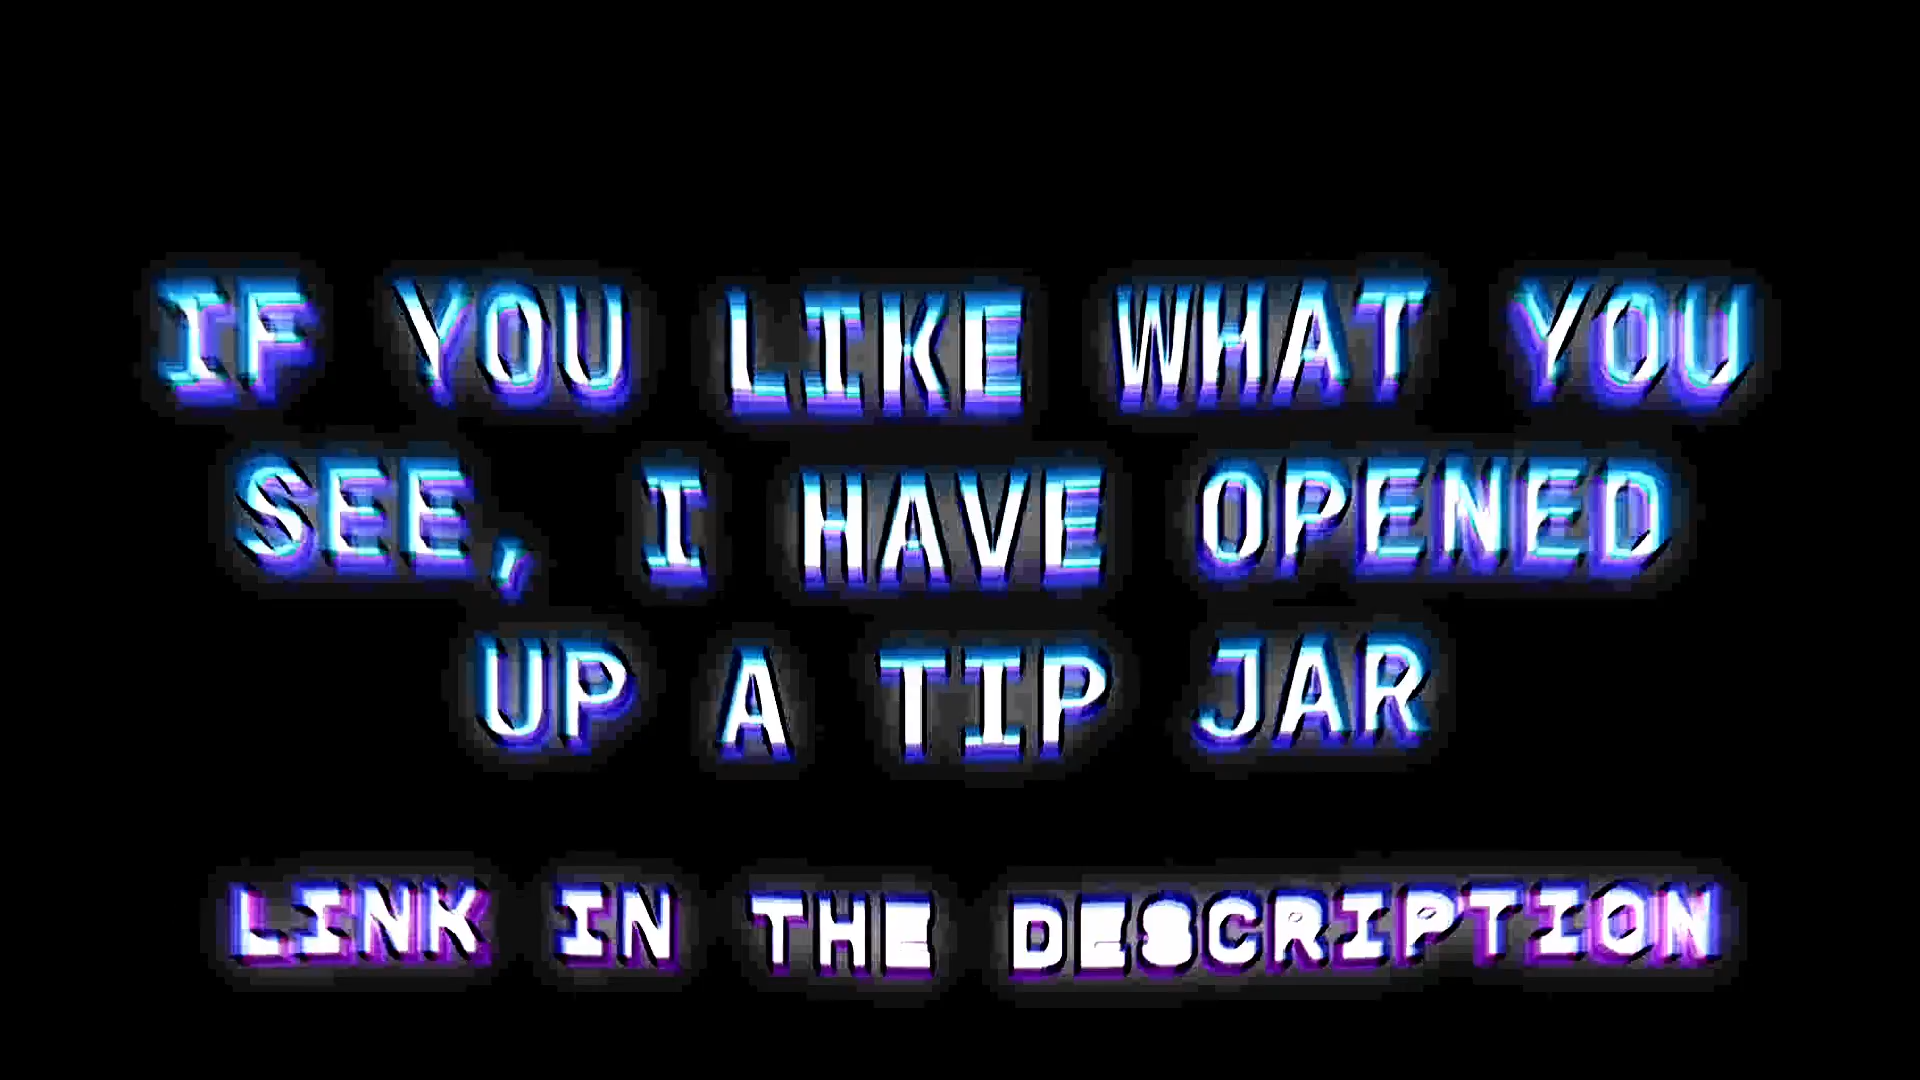 IF YOU LIKE WHAT YOU
SEE, I HAVE OPENED
UP A TIP JAR
LINK IN THE DESCRIPTION